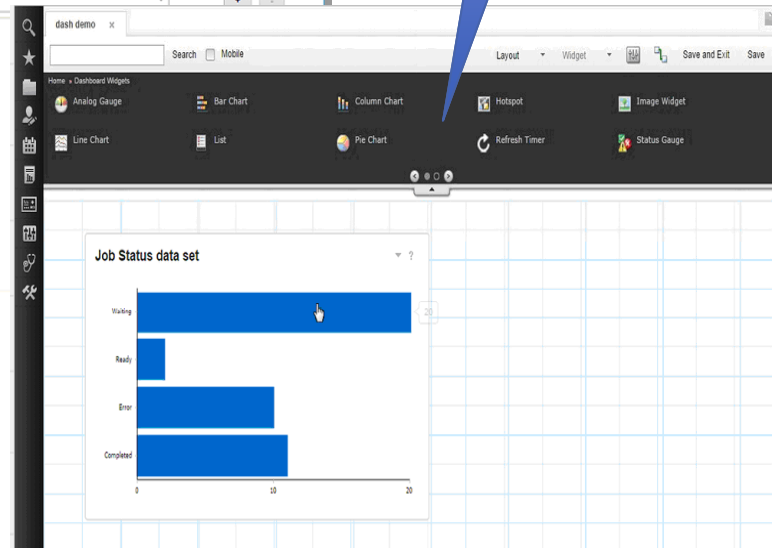 dash demo x
Search Mobile Layout Widget Save and Exit Save
Home » Dashboard Widgets
Analog Gauge Bar Chart Column Chart Hotspot Image Widget
Line Chart List Pie Chart Refresh Timer Status Gauge
Job Status data set ?
Waiting 20
Ready
Error
Completed
0 10 20